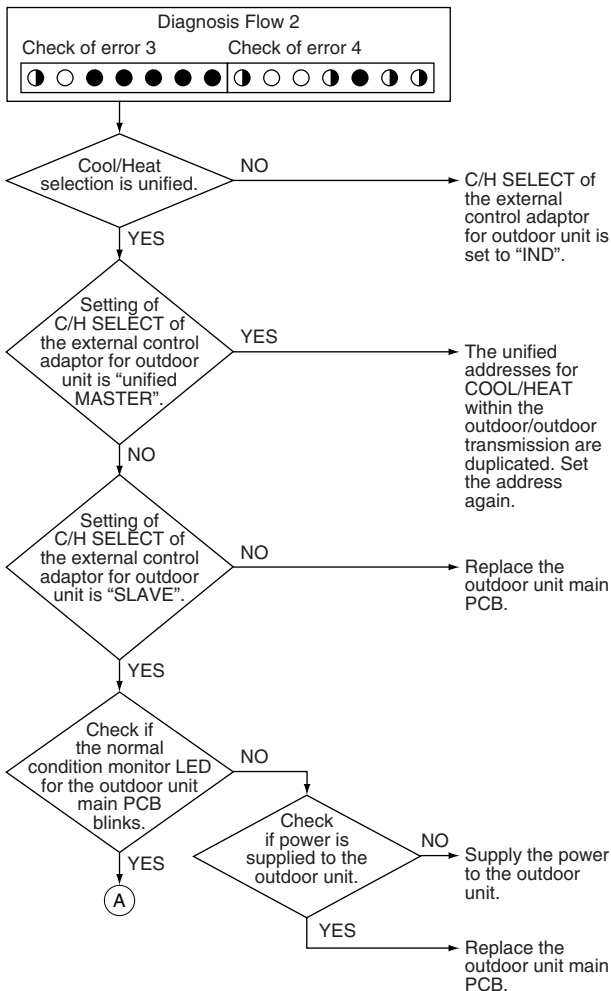 Diagnosis Flow 2
Check of error 3
Check of error 4
Cool/Heat
selection is unified.
NO
C/H SELECT of
the external
control adaptor
for outdoor unit is
set to “IND”.
YES
Setting of
C/H SELECT of
the external control
adaptor for outdoor
unit is “unified
MASTER”.
YES
The unified
addresses for
COOL/HEAT
within the
outdoor/outdoor
transmission are
duplicated. Set
the address
again.
NO
Setting of
C/H SELECT of
the external control
adaptor for outdoor
unit is “SLAVE”.
NO
Replace the
outdoor unit main
PCB.
YES
Check if
the normal
condition monitor LED
for the outdoor unit
main PCB
blinks.
NO
YES
A
Check
if power is
supplied to the
outdoor unit.
NO
Supply the power
to the outdoor
unit.
YES
Replace the
outdoor unit main
PCB.